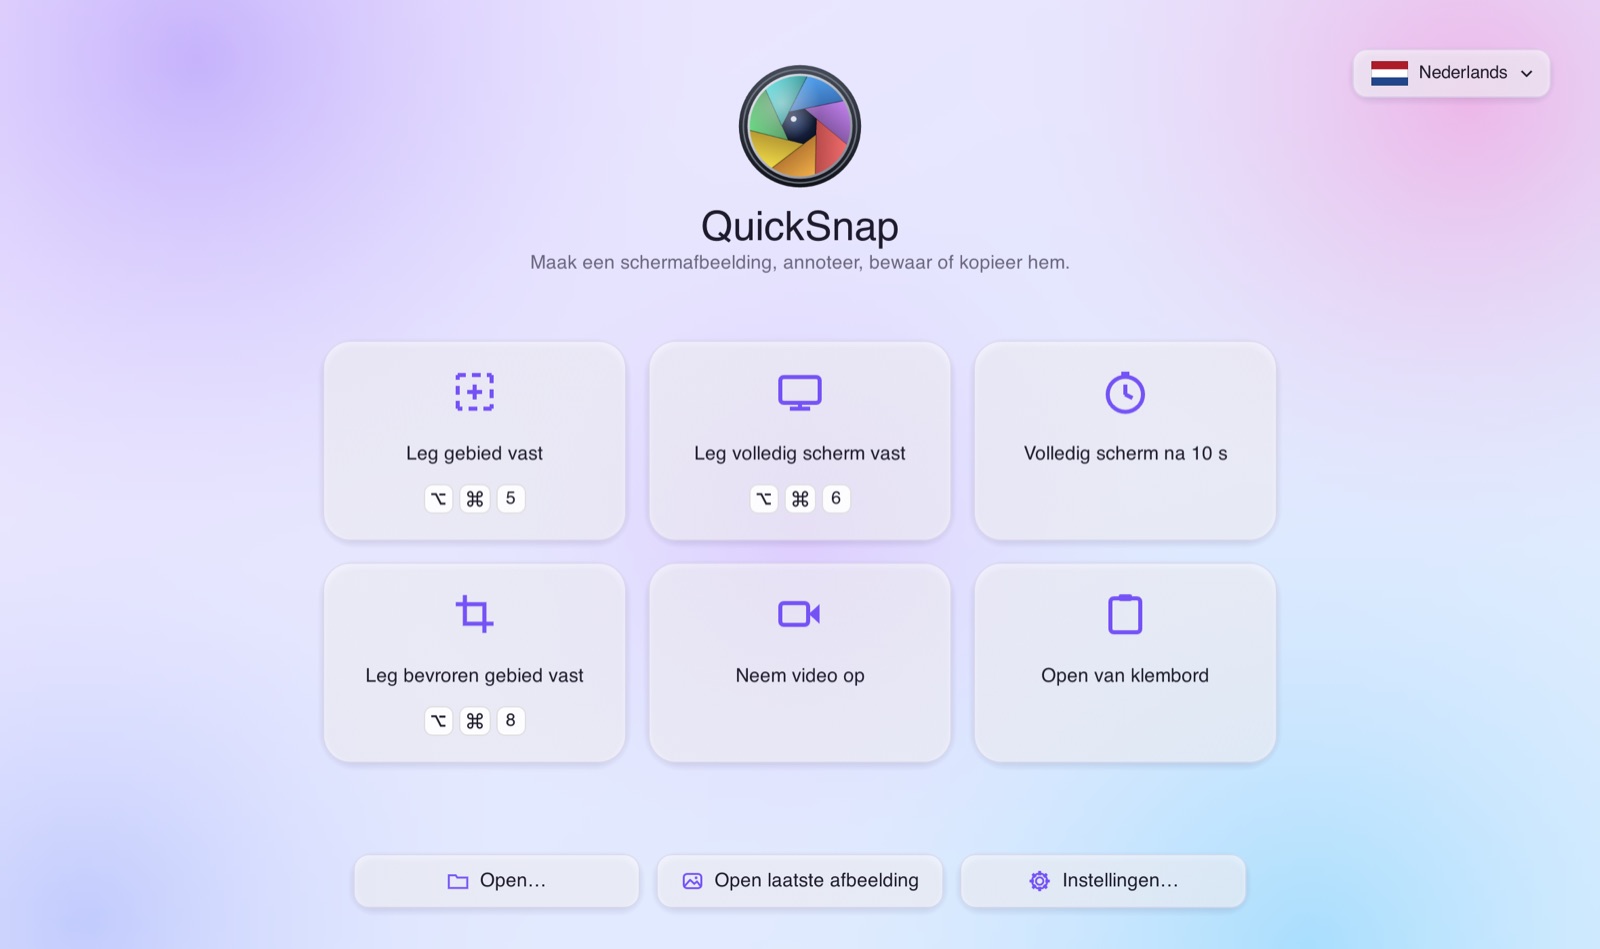 Nederlands
QuickSnap
Maak een schermafbeelding, annoteer, bewaar of kopieer hem.
Leg gebied vast
⌥ ⌘ 5
Leg volledig scherm vast
⌥ ⌘ 6
Volledig scherm na 10 s
Leg bevroren gebied vast
⌥ ⌘ 8
Neem video op
Open van klembord
Open…
Open laatste afbeelding
Instellingen…